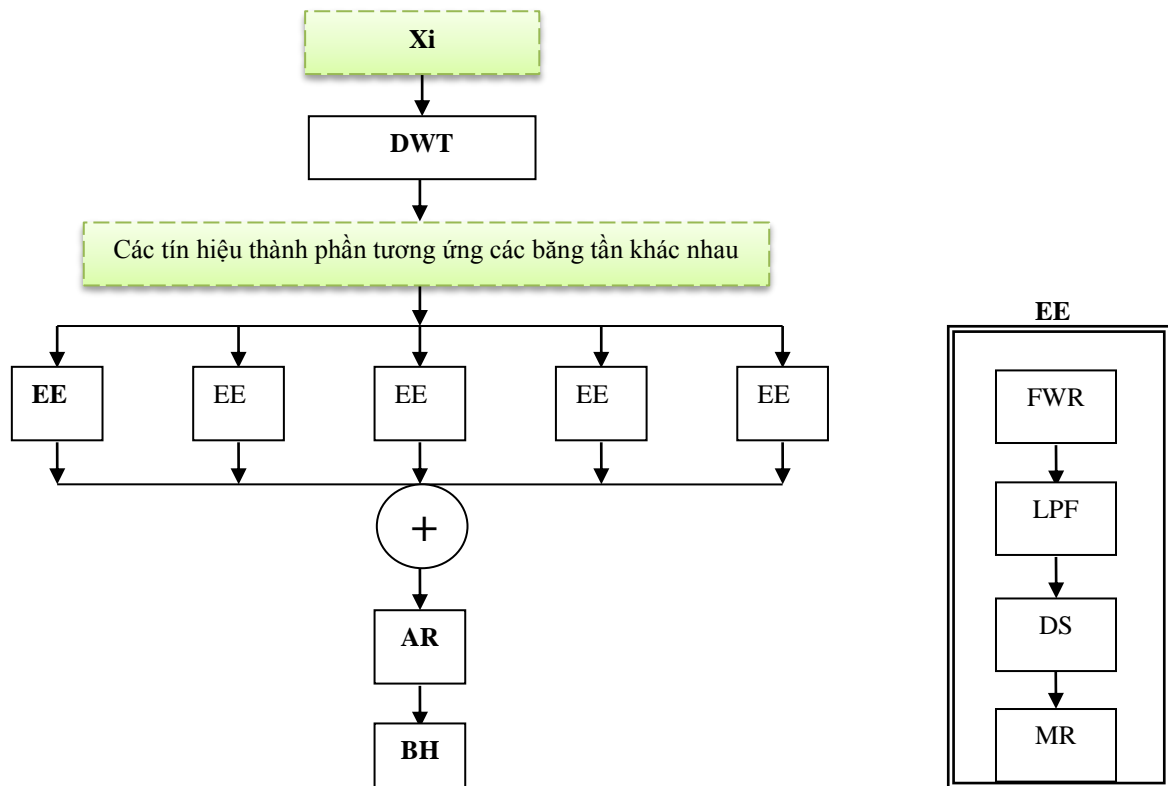 Xi
DWT
Các tín hiệu thành phần tương ứng các băng tần khác nhau
EE EE EE EE EE
+
AR
BH
EE
FWR
LPF
DS
MR